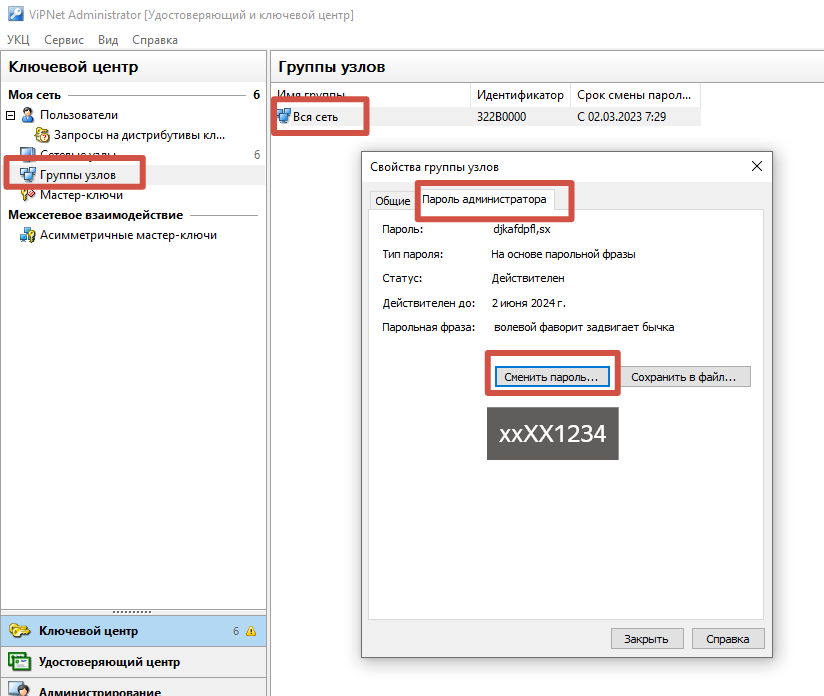 ViPNet Administrator [Удостоверяющий и ключевой центр]
УКЦ Сервис Вид Справка
Ключевой центр
Моя сеть 6
Пользователи
Запросы на дистрибутивы кл...
Сетевые узлы 6
Группы узлов
Мастер-ключи
Межсетевое взаимодействие
Асимметричные мастер-ключи
Ключевой центр 6
Удостоверяющий центр
Администрирование
Группы узлов
Имя группы Идентификатор Срок смены парол...
Вся сеть 322B0000 С 02.03.2023 7:29
Свойства группы узлов
Общие Пароль администратора
Пароль: djkafdpfl,sx
Тип пароля: На основе парольной фразы
Статус: Действителен
Действителен до: 2 июня 2024 г.
Парольная фраза: волевой фаворит задвигает бычка
Сменить пароль... Сохранить в файл...
xxXX1234
Закрыть Справка